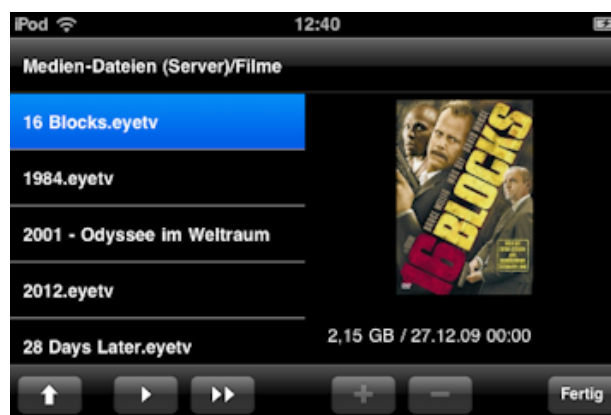 iPod 12:40
Medien-Dateien (Server)/Filme
16 Blocks.eyetv
1984.eyetv
2001 - Odyssee im Weltraum
2012.eyetv
28 Days Later.eyetv
16 BLOCKS
2,15 GB / 27.12.09 00:00
Fertig